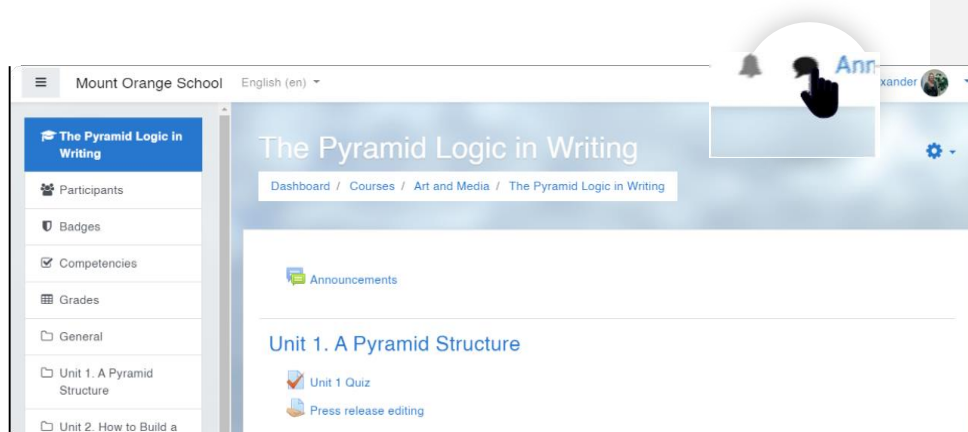 Mount Orange School English (en)
Ann
xander
The Pyramid Logic in
Writing
Participants
Badges
Competencies
Grades
General
Unit 1. A Pyramid
Structure
Unit 2. How to Build a
The Pyramid Logic in Writing
Dashboard / Courses / Art and Media / The Pyramid Logic in Writing
Announcements
Unit 1. A Pyramid Structure
Unit 1 Quiz
Press release editing